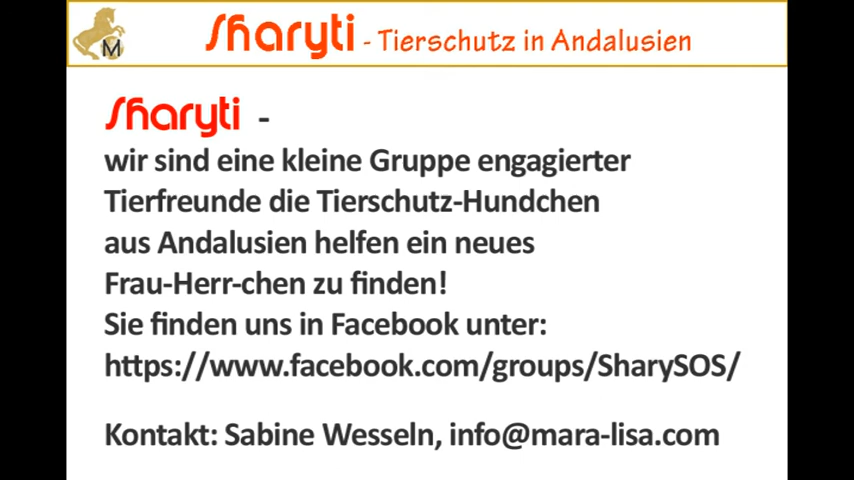 M
Sharyti - Tierschutz in Andalusien
Sharyti -
wir sind eine kleine Gruppe engagierter
Tierfreunde die Tierschutz-Hundchen
aus Andalusien helfen ein neues
Frau-Herr-chen zu finden!
Sie finden uns in Facebook unter:
https://www.facebook.com/groups/SharySOS/
Kontakt: Sabine Wesseln, info@mara-lisa.com